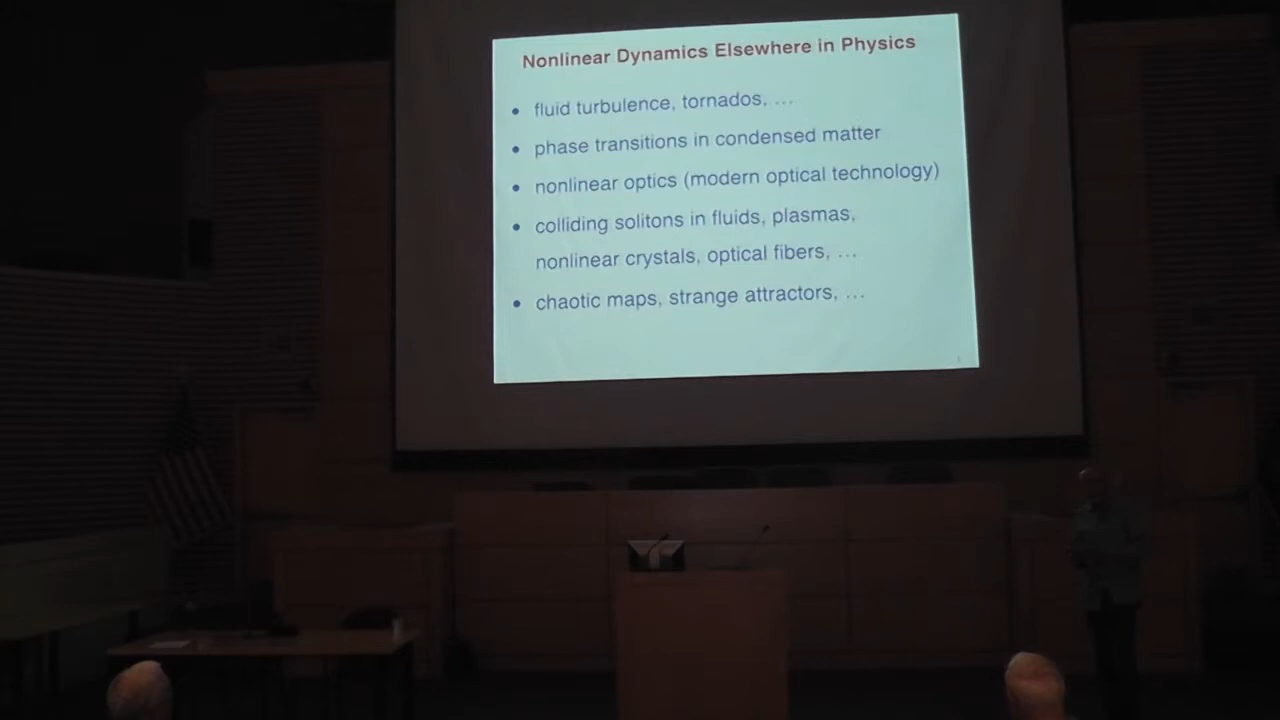 Nonlinear Dynamics Elsewhere in Physics
• fluid turbulence, tornados, ...
• phase transitions in condensed matter
• nonlinear optics (modern optical technology)
• colliding solitons in fluids, plasmas,
nonlinear crystals, optical fibers, ...
• chaotic maps, strange attractors, ...